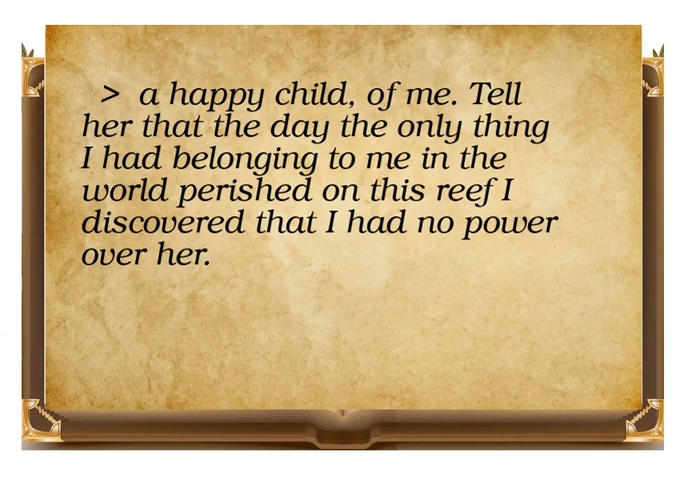 > a happy child, of me. Tell
her that the day the only thing
I had belonging to me in the
world perished on this reef I
discovered that I had no power
over her.